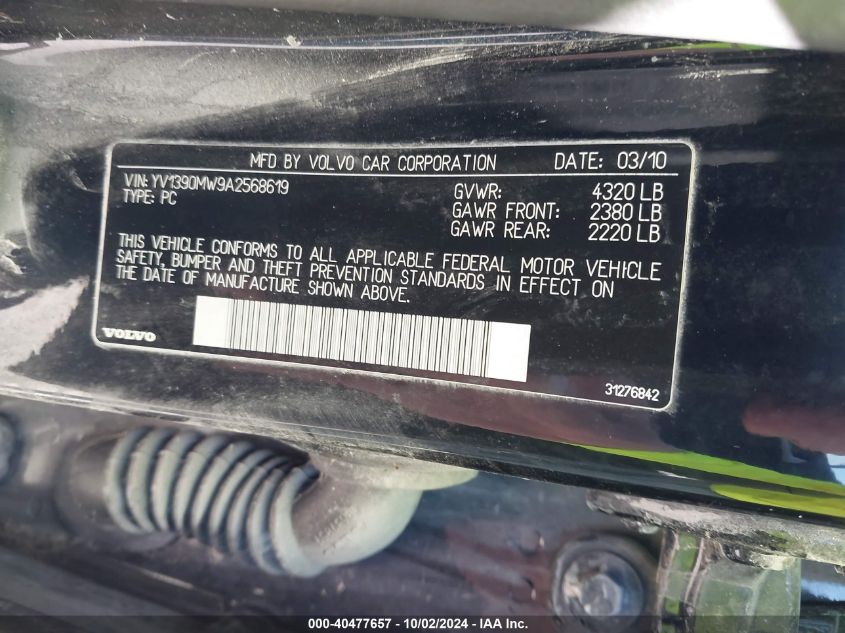 MFD BY VOLVO CAR CORPORATION DATE: 03/10
VIN: YV1390MW9A2568619
TYPE: PC
GVWR: 4320 LB
GAWR FRONT: 2380 LB
GAWR REAR: 2220 LB
THIS VEHICLE CONFORMS TO ALL APPLICABLE FEDERAL MOTOR VEHICLE
SAFETY, BUMPER AND THEFT PREVENTION STANDARDS IN EFFECT ON
THE DATE OF MANUFACTURE SHOWN ABOVE.
VOLVO
31276842
000-40477657 - 10/02/2024 - IAA Inc.